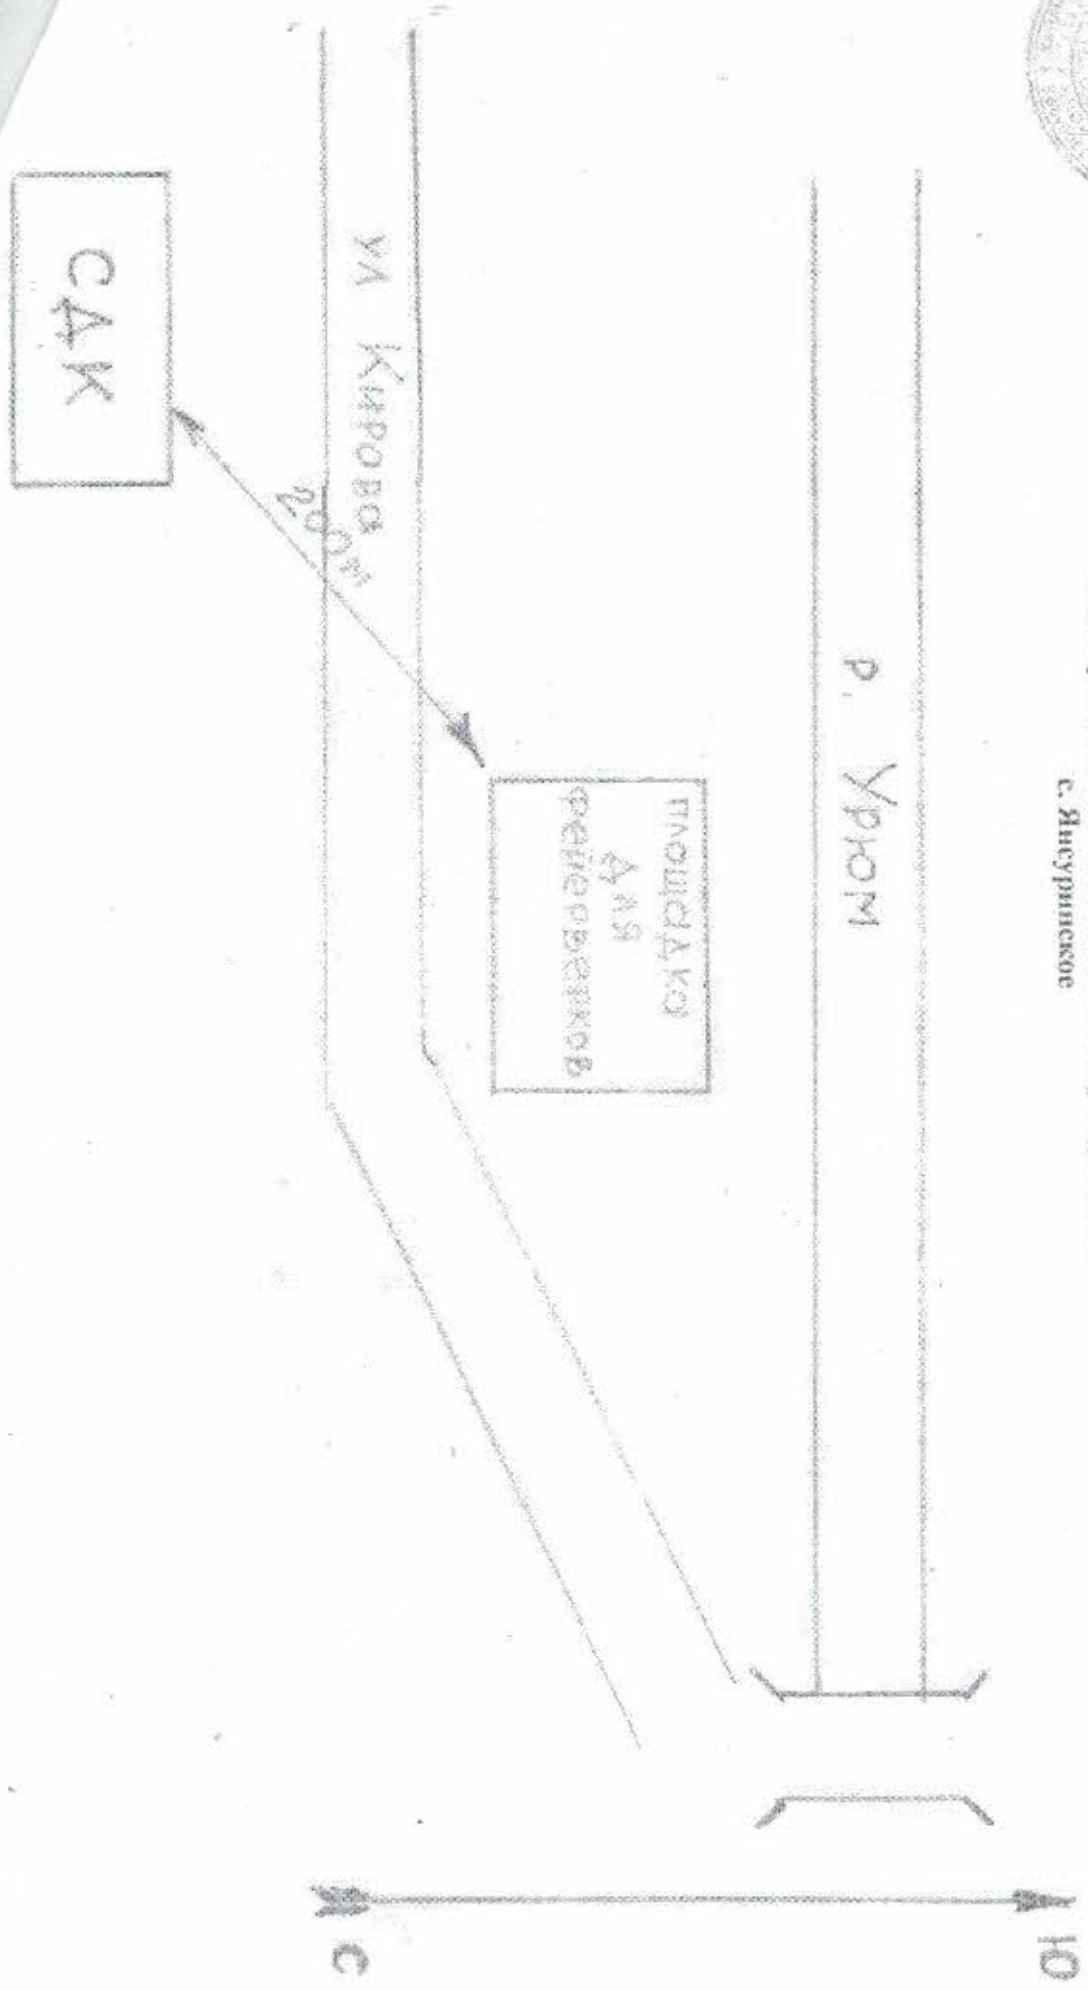 с. Янсуринское
Ю
р. Урюм
площадка
для
фейерверков
ул Кирова
200м
СДК
С